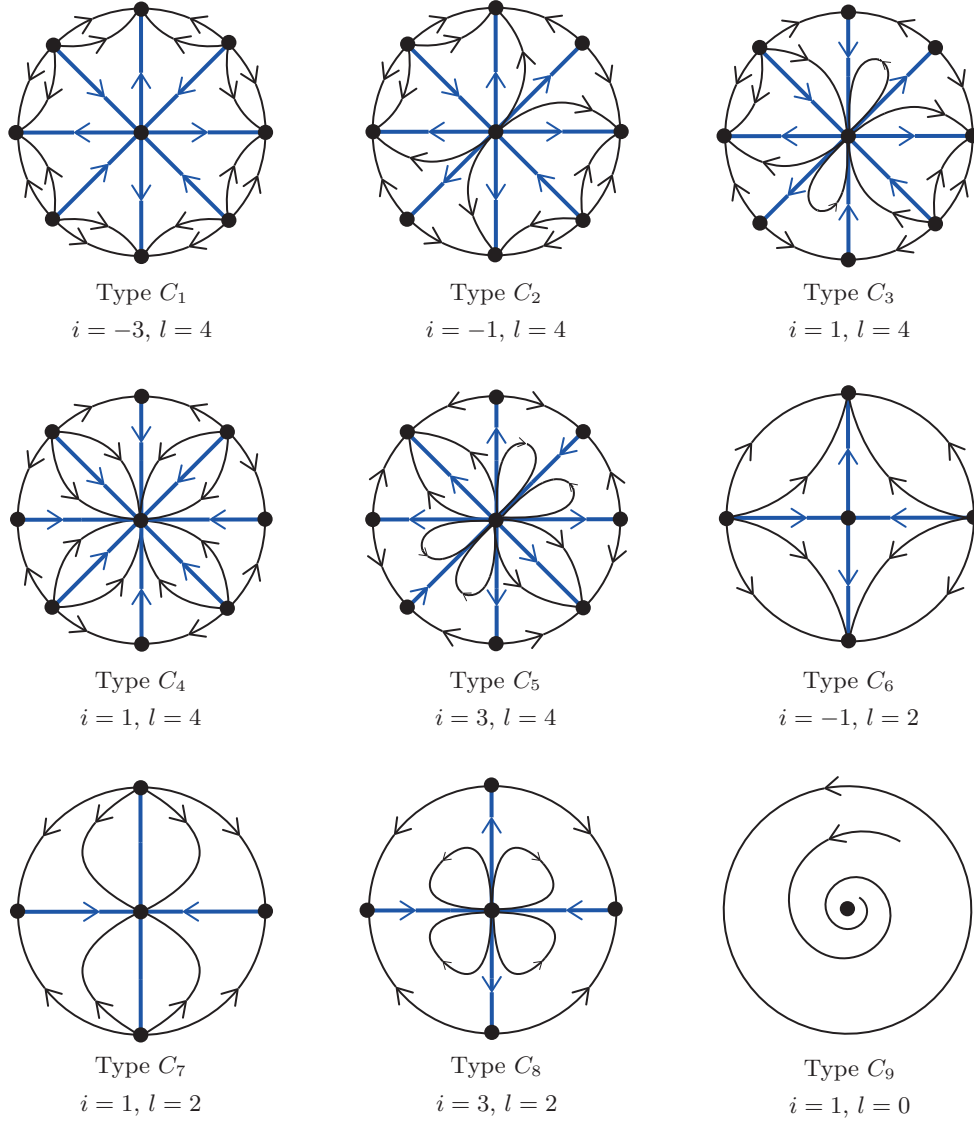 Type C₁
i = −3, l = 4
Type C₂
i = −1, l = 4
Type C₃
i = 1, l = 4
Type C₄
i = 1, l = 4
Type C₅
i = 3, l = 4
Type C₆
i = −1, l = 2
Type C₇
i = 1, l = 2
Type C₈
i = 3, l = 2
Type C₉
i = 1, l = 0